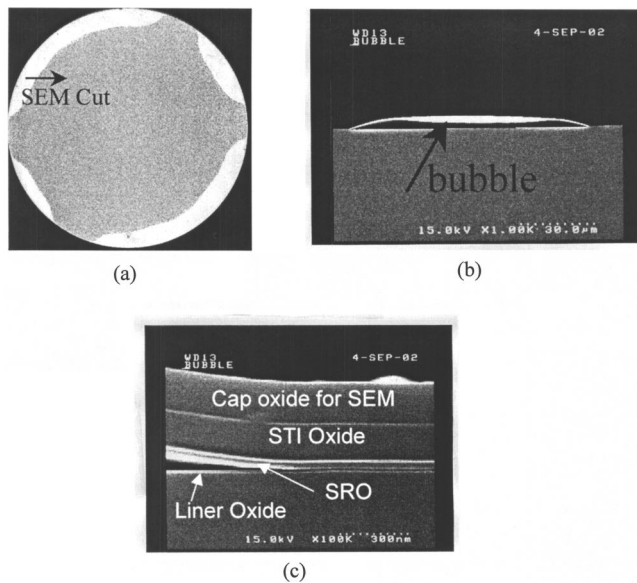 SEM Cut
(a)
WD13 4-SEP-02
BUBBLE
bubble
15.0kV X1.00K 30.0µm
(b)
WD13 4-SEP-02
BUBBLE
Cap oxide for SEM
STI Oxide
SRO
Liner Oxide
15.0kV X100K 300nm
(c)